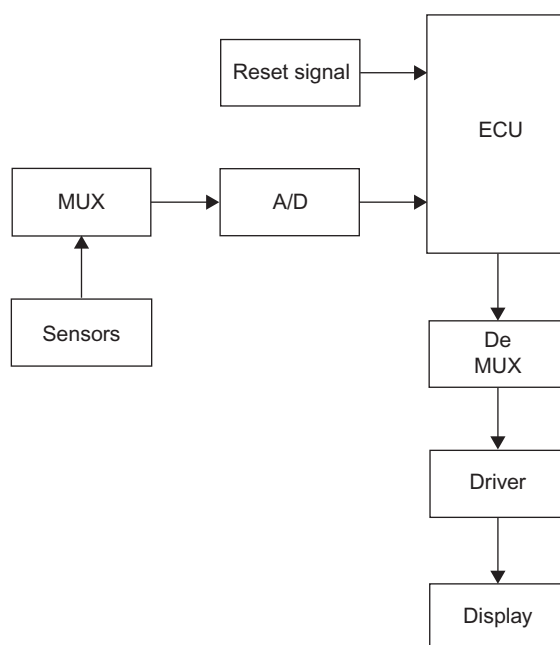 Reset signal
ECU
MUX
A/D
Sensors
De
MUX
Driver
Display